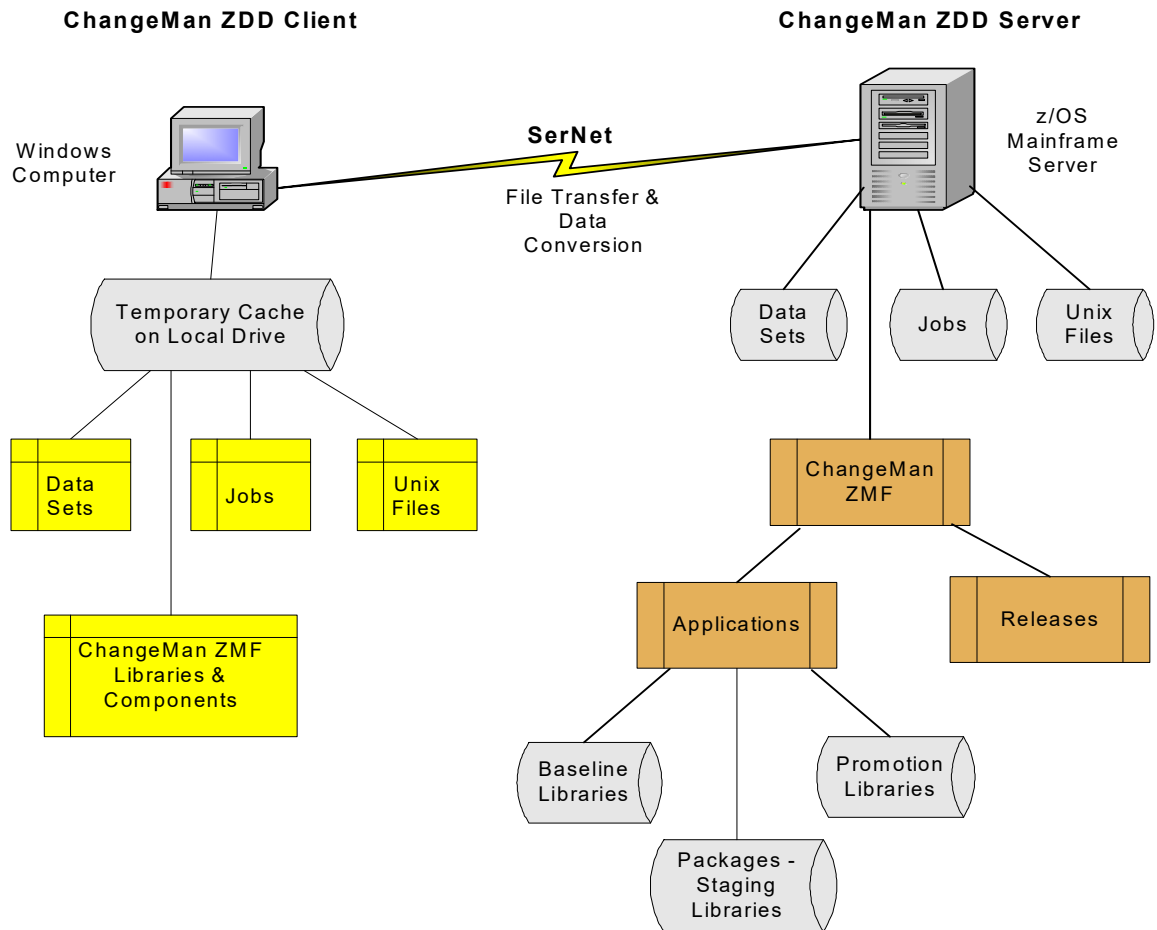 ChangeMan ZDD Client
ChangeMan ZDD Server
Windows
Computer
SerNet
File Transfer &
Data
Conversion
z/OS
Mainframe
Server
Temporary Cache
on Local Drive
Data
Sets
Jobs
Unix
Files
Data
Sets
Jobs
Unix
Files
ChangeMan ZMF
Libraries &
Components
ChangeMan
ZMF
Applications
Releases
Baseline
Libraries
Promotion
Libraries
Packages -
Staging
Libraries